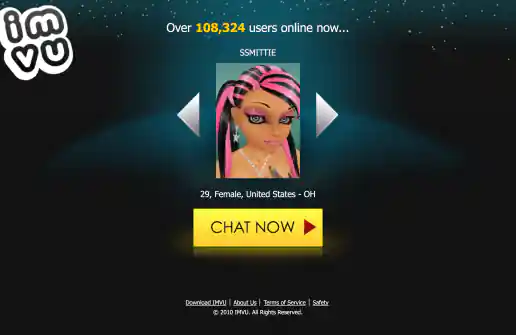 imvu
Over 108,324 users online now...
SSMITTIE
29, Female, United States - OH
CHAT NOW
Download IMVU | About Us | Terms of Service | Safety
© 2010 IMVU. All Rights Reserved.